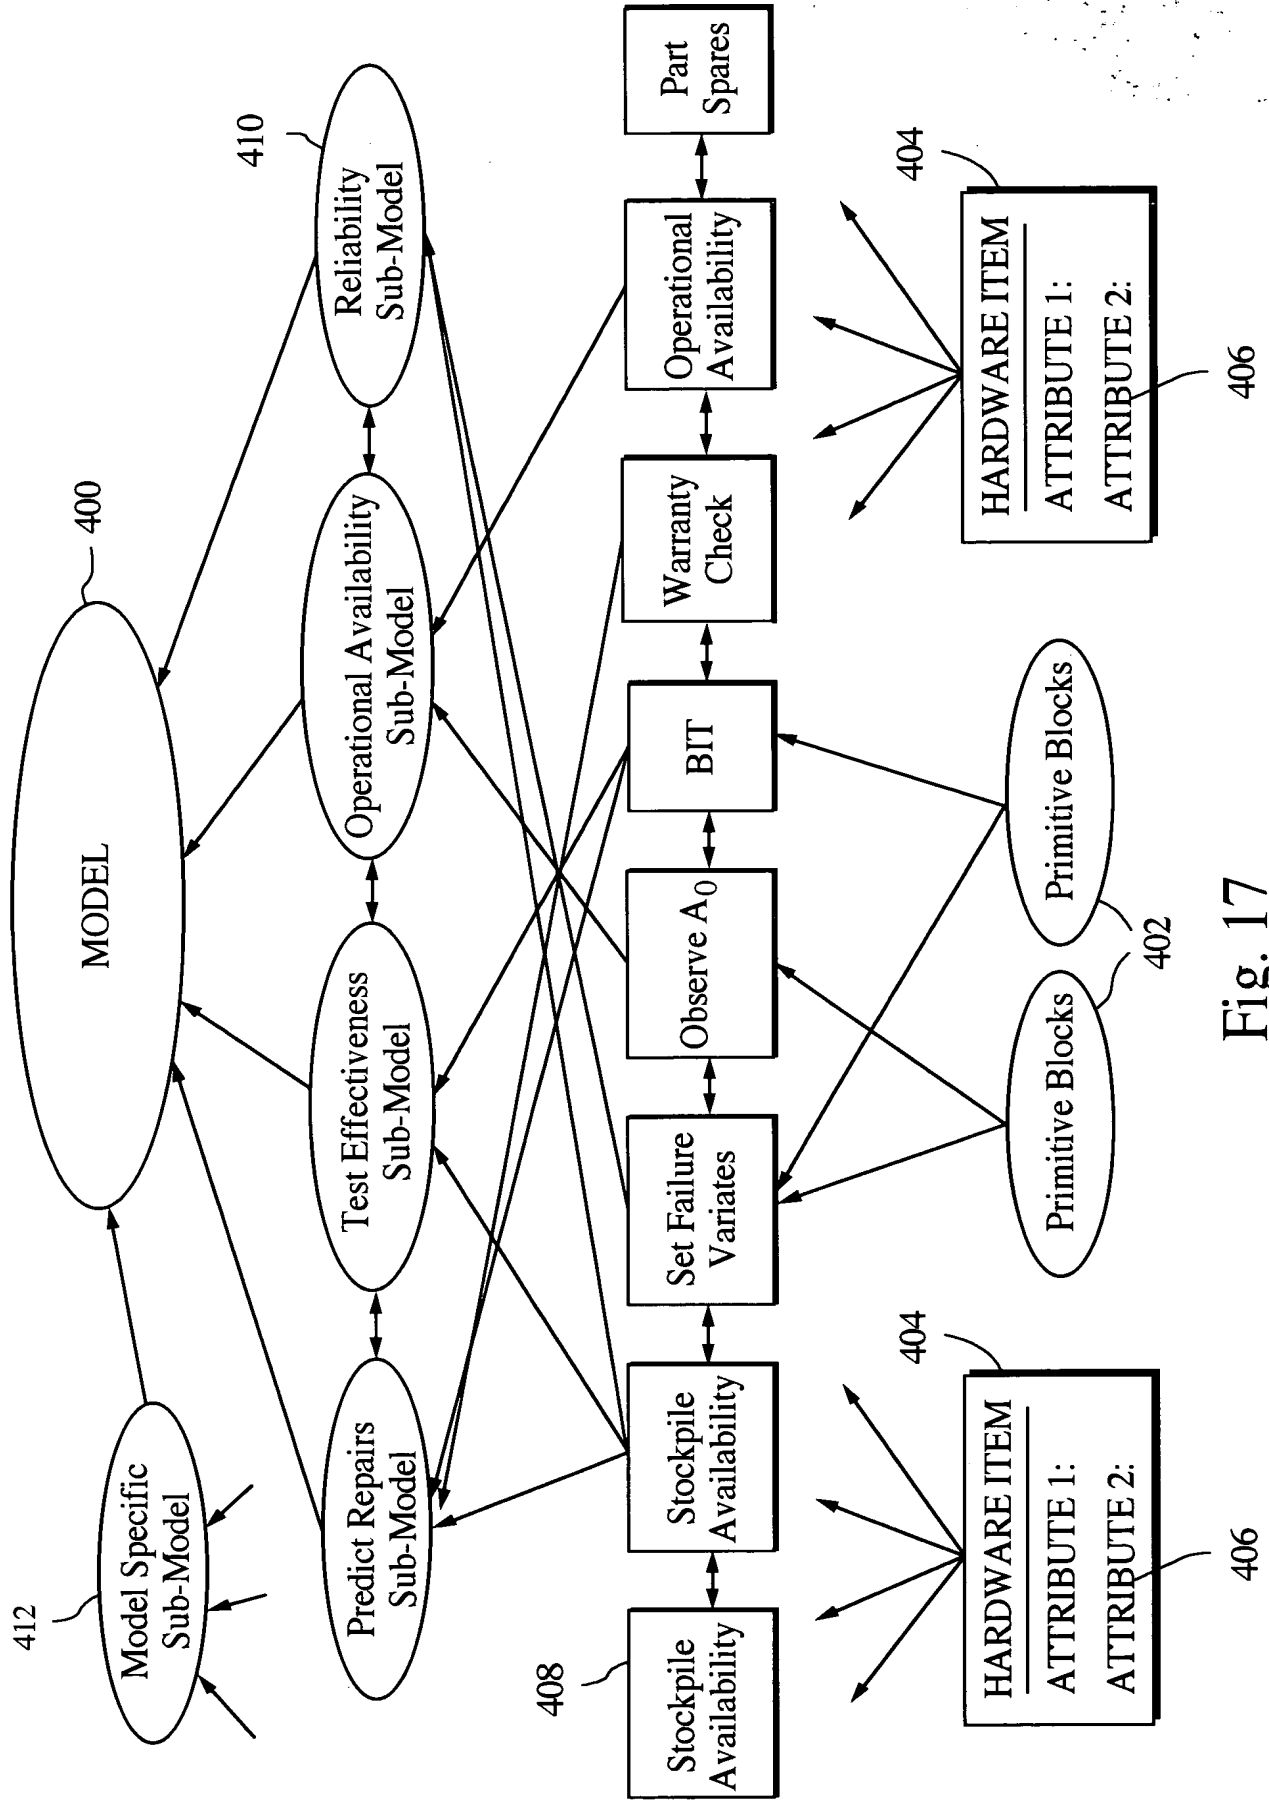 412
400
410
MODEL
Model Specific
Sub-Model
Predict Repairs
Sub-Model
Test Effectiveness
Sub-Model
Operational Availability
Sub-Model
Reliability
Sub-Model
408
Stockpile
Availability
Stockpile
Availability
Set Failure
Variates
Observe A₀
BIT
Warranty
Check
Operational
Availability
Part
Spares
404
HARDWARE ITEM
ATTRIBUTE 1:
ATTRIBUTE 2:
406
Primitive Blocks
Primitive Blocks
402
404
HARDWARE ITEM
ATTRIBUTE 1:
ATTRIBUTE 2:
406
Fig. 17